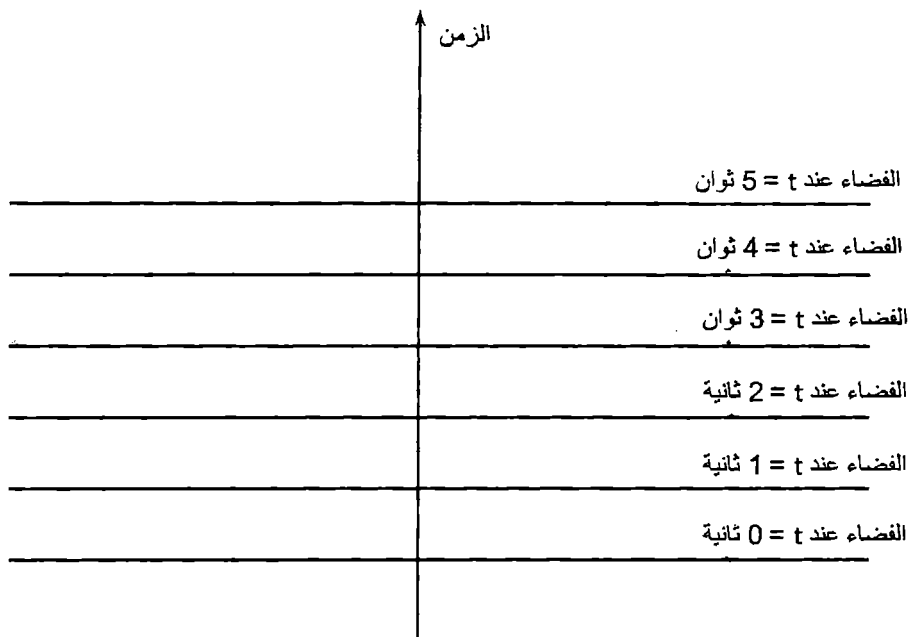 الزمن
الفضاء عند t = 5 ثوان
الفضاء عند t = 4 ثوان
الفضاء عند t = 3 ثوان
الفضاء عند t = 2 ثانية
الفضاء عند t = 1 ثانية
الفضاء عند t = 0 ثانية